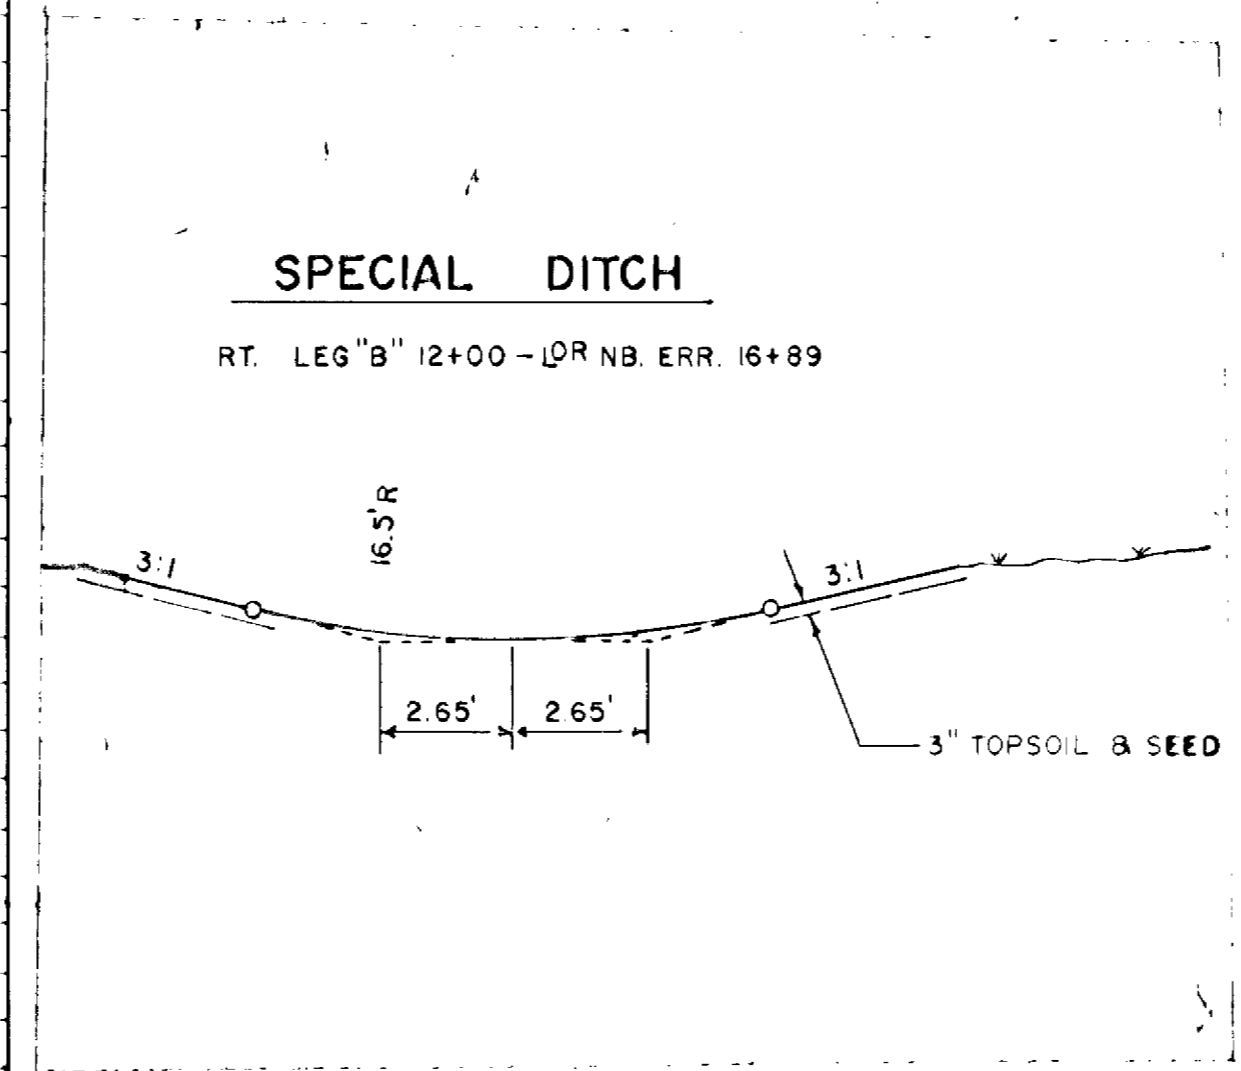 SPECIAL DITCH
RT. LEG "B" 12+00 - LOR NB. ERR. 16+89
16.5' R
3:1
3:1
2.65'
2.65'
3" TOPSOIL & SEED